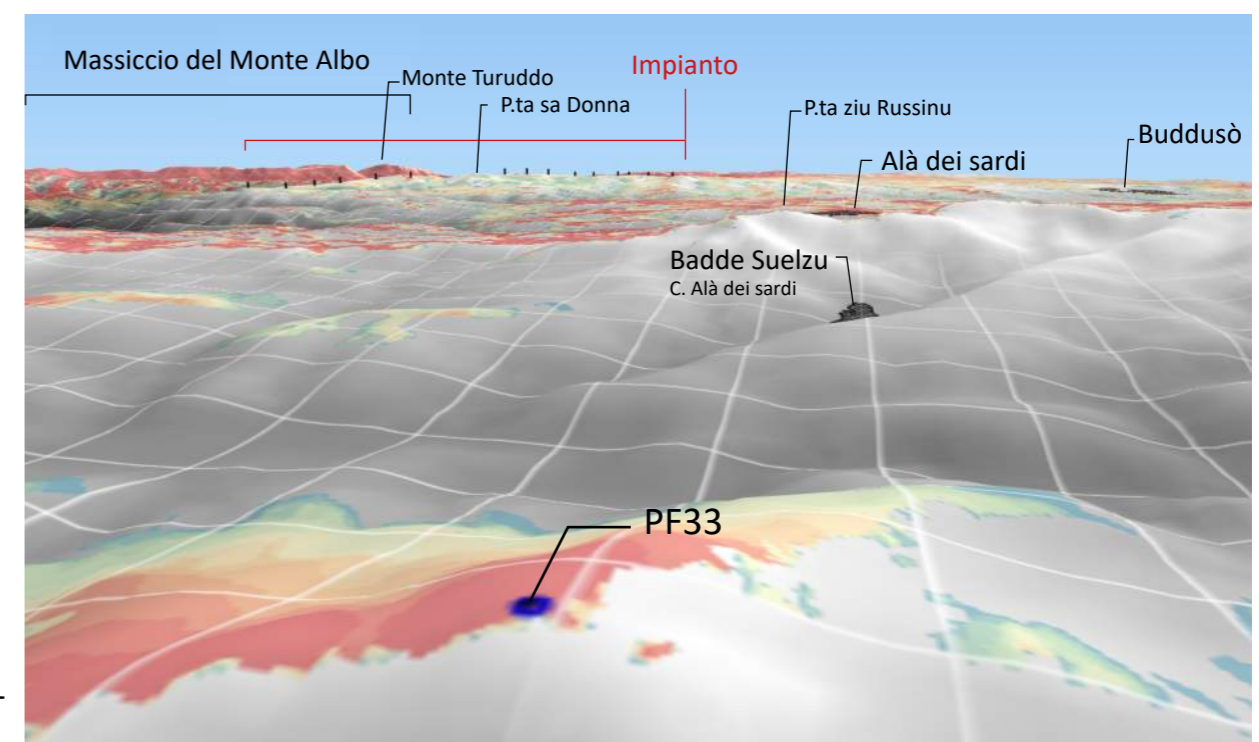 Massiccio del Monte Albo
Monte Turuddo
P.ta sa Donna
Impianto
P.ta ziu Russinu
Alà dei sardi
Buddusò
Badde Suelzu
C. Alà dei sardi
PF33